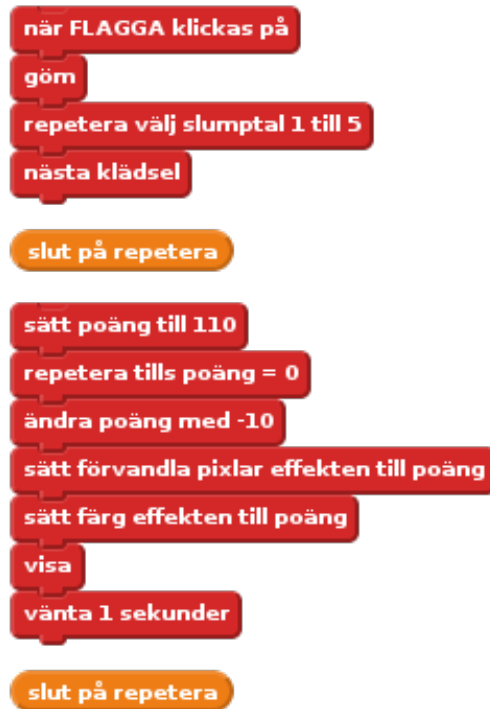 när FLAGGA klickas på
göm
repetera välj slumptal 1 till 5
nästa klädsel
slut på repetera
sätt poäng till 110
repetera tills poäng = 0
ändra poäng med -10
sätt förvandla pixlar effekten till poäng
sätt färg effekten till poäng
visa
vänta 1 sekunder
slut på repetera